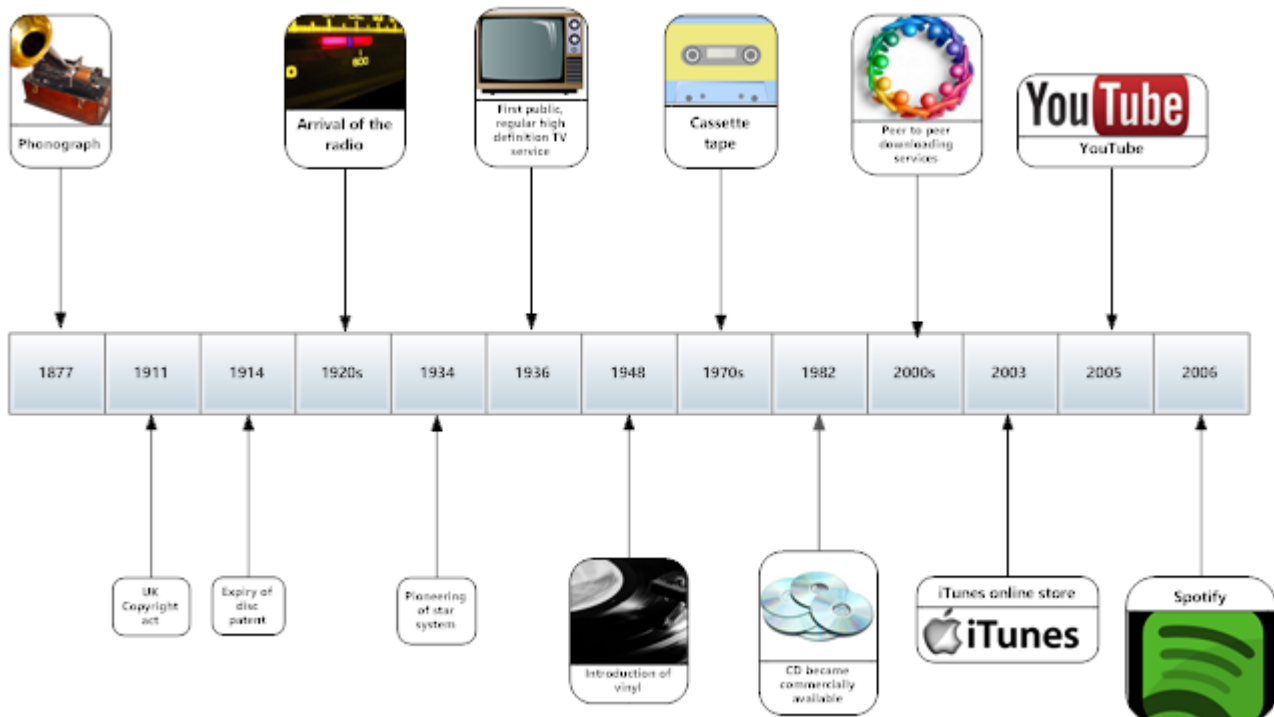 Phonograph
600
Arrival of the
radio
First public,
regular high
definition TV
service
Cassette
tape
Peer to peer
downloading
services
YouTube
YouTube
1877
1911
1914
1920s
1934
1936
1948
1970s
1982
2000s
2003
2005
2006
UK
Copyright
act
Expiry of
disc
patent
Pioneering
of star
system
Introduction of
vinyl
CD became
commercially
available
iTunes online store
iTunes
Spotify